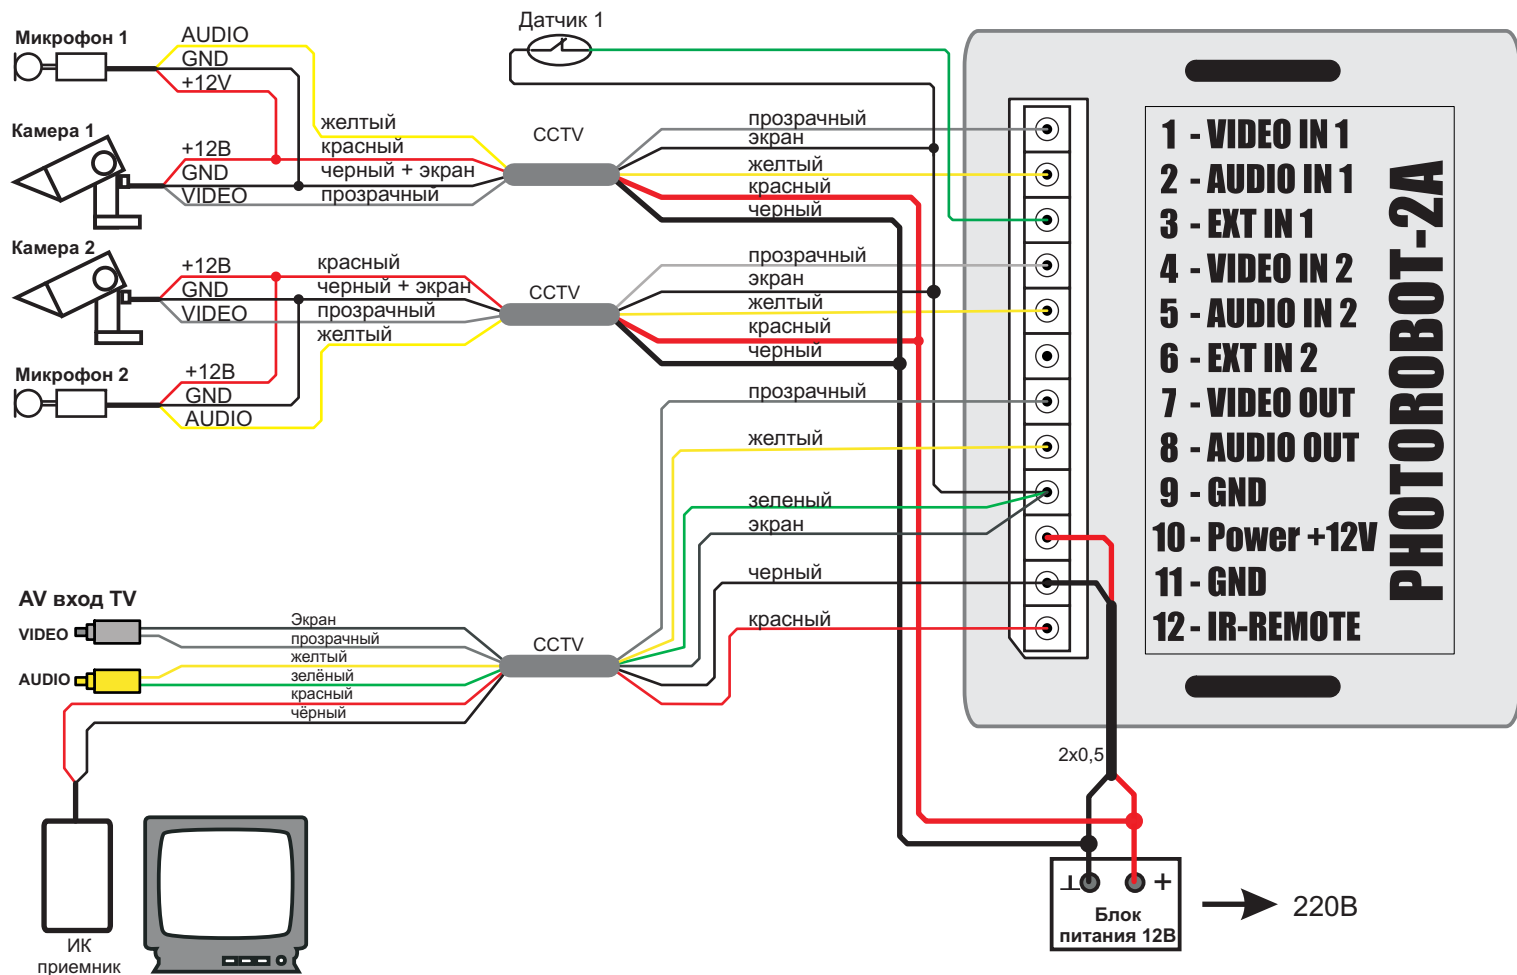 Датчик 1
Микрофон 1
AUDIO
GND
+12V
Камера 1
+12В
GND
VIDEO
желтый
красный
черный + экран
прозрачный
CCTV
прозрачный
экран
желтый
красный
черный
Камера 2
+12В
GND
VIDEO
красный
черный + экран
прозрачный
желтый
CCTV
прозрачный
экран
желтый
красный
черный
Микрофон 2
+12В
GND
AUDIO
прозрачный
желтый
зеленый
экран
черный
красный
AV вход TV
VIDEO
AUDIO
Экран
прозрачный
желтый
зелёный
красный
чёрный
CCTV
ИК
приемник
1 - VIDEO IN 1
2 - AUDIO IN 1
3 - EXT IN 1
4 - VIDEO IN 2
5 - AUDIO IN 2
6 - EXT IN 2
7 - VIDEO OUT
8 - AUDIO OUT
9 - GND
10 - Power +12V
11 - GND
12 - IR-REMOTE
PHOTOROBOT-2A
2x0,5
⊥ +
Блок
питания 12В
220В